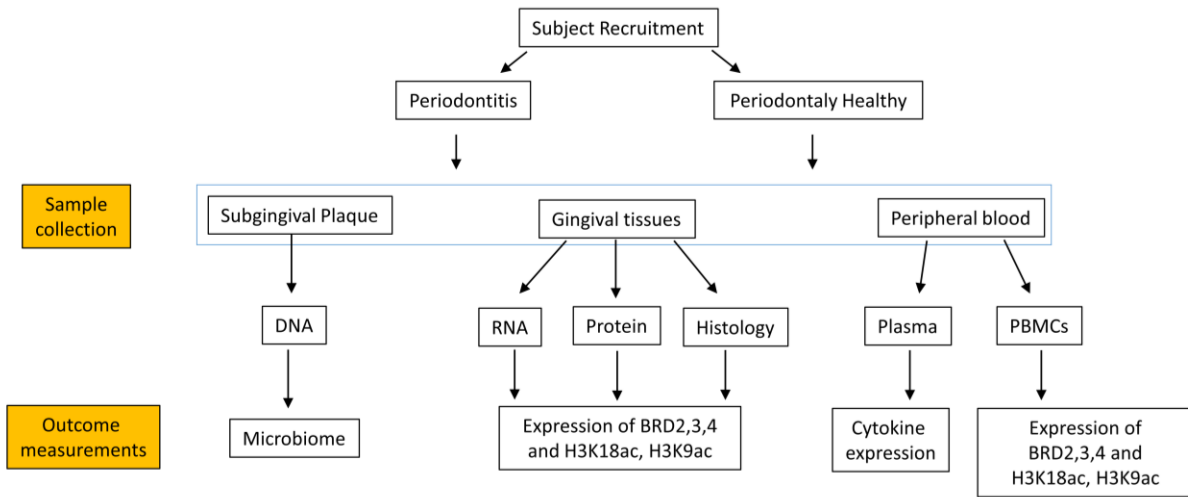 Subject Recruitment
Periodontitis
Periodontaly Healthy
Sample
collection
Subgingival Plaque
Gingival tissues
Peripheral blood
DNA
RNA
Protein
Histology
Plasma
PBMCs
Outcome
measurements
Microbiome
Expression of BRD2,3,4
and H3K18ac, H3K9ac
Cytokine
expression
Expression of
BRD2,3,4 and
H3K18ac, H3K9ac